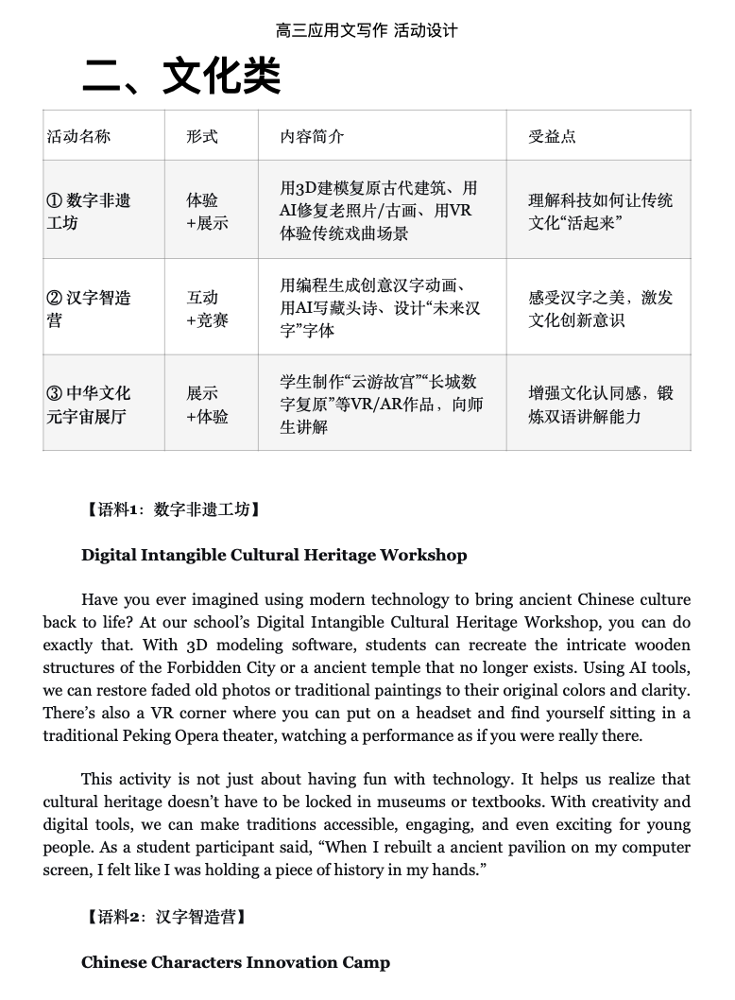 高三应用文写作 活动设计
二、文化类
活动名称 形式 内容简介 受益点
① 数字非遗
工坊
体验
+展示
用3D建模复原古代建筑、用
AI修复老照片/古画、用VR
体验传统戏曲场景
理解科技如何让传统
文化“活起来”
② 汉字智造
营
互动
+竞赛
用编程生成创意汉字动画、
用AI写藏头诗、设计“未来汉
字”字体
感受汉字之美，激发
文化创新意识
③ 中华文化
元宇宙展厅
展示
+体验
学生制作“云游故宫”“长城数
字复原”等VR/AR作品，向师
生讲解
增强文化认同感，锻
炼双语讲解能力
【语料1：数字非遗工坊】
Digital Intangible Cultural Heritage Workshop
Have you ever imagined using modern technology to bring ancient Chinese culture
back to life? At our school’s Digital Intangible Cultural Heritage Workshop, you can do
exactly that. With 3D modeling software, students can recreate the intricate wooden
structures of the Forbidden City or a ancient temple that no longer exists. Using AI tools,
we can restore faded old photos or traditional paintings to their original colors and clarity.
There’s also a VR corner where you can put on a headset and find yourself sitting in a
traditional Peking Opera theater, watching a performance as if you were really there.
This activity is not just about having fun with technology. It helps us realize that
cultural heritage doesn’t have to be locked in museums or textbooks. With creativity and
digital tools, we can make traditions accessible, engaging, and even exciting for young
people. As a student participant said, “When I rebuilt a ancient pavilion on my computer
screen, I felt like I was holding a piece of history in my hands.”
【语料2：汉字智造营】
Chinese Characters Innovation Camp